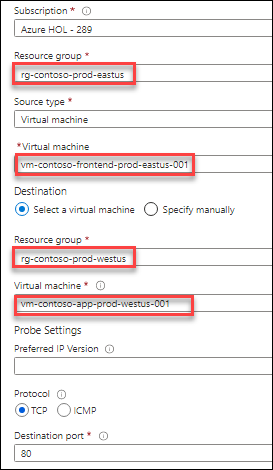 Subscription * ⓘ
Azure HOL - 289
Resource group *
rg-contoso-prod-eastus
Source type *
Virtual machine
*Virtual machine
vm-contoso-frontend-prod-eastus-001
Destination
Select a virtual machine Specify manually
Resource group *
rg-contoso-prod-westus
Virtual machine * ⓘ
vm-contoso-app-prod-westus-001
Probe Settings
Preferred IP Version ⓘ
Protocol ⓘ
TCP ICMP
Destination port * ⓘ
80